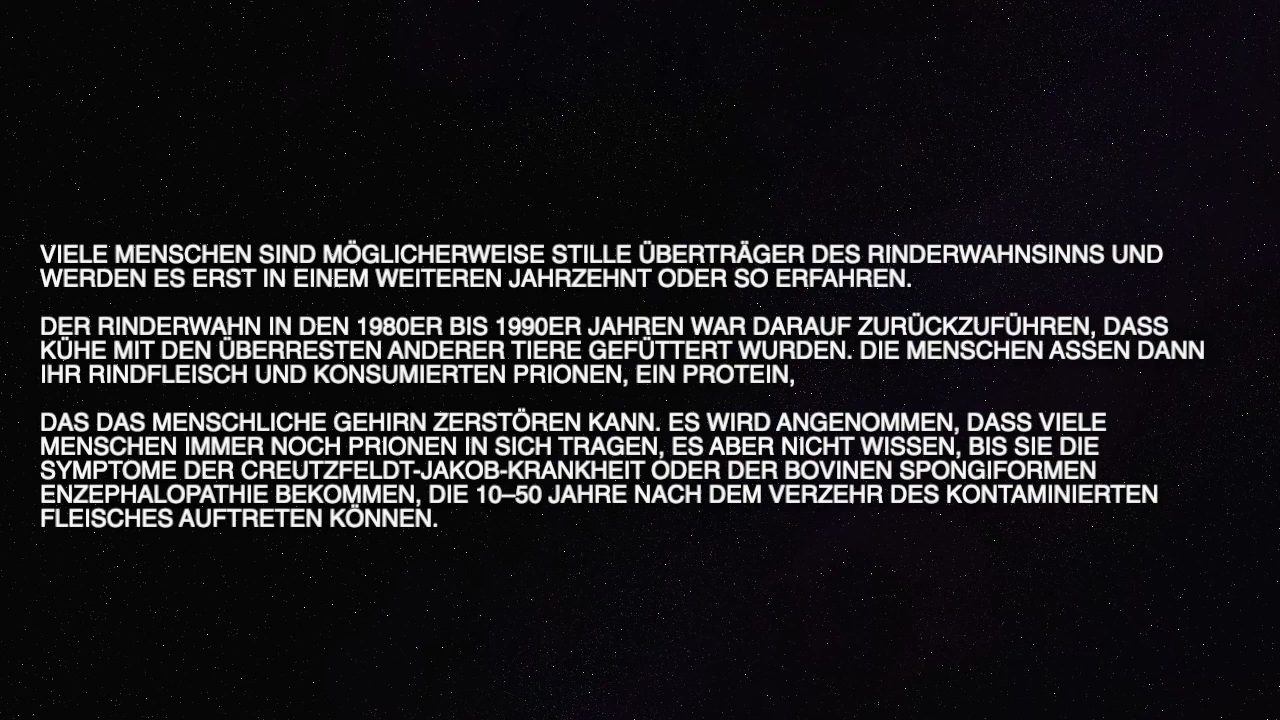 VIELE MENSCHEN SIND MÖGLICHERWEISE STILLE ÜBERTRÄGER DES RINDERWAHNSINNS UND
WERDEN ES ERST IN EINEM WEITEREN JAHRZEHNT ODER SO ERFAHREN.
DER RINDERWAHN IN DEN 1980ER BIS 1990ER JAHREN WAR DARAUF ZURÜCKZUFÜHREN, DASS
KÜHE MIT DEN ÜBERRESTEN ANDERER TIERE GEFÜTTERT WURDEN. DIE MENSCHEN ASSEN DANN
IHR RINDFLEISCH UND KONSUMIERTEN PRIONEN, EIN PROTEIN,
DAS DAS MENSCHLICHE GEHIRN ZERSTÖREN KANN. ES WIRD ANGENOMMEN, DASS VIELE
MENSCHEN IMMER NOCH PRIONEN IN SICH TRAGEN, ES ABER NICHT WISSEN, BIS SIE DIE
SYMPTOME DER CREUTZFELDT-JAKOB-KRANKHEIT ODER DER BOVINEN SPONGIFORMEN
ENZEPHALOPATHIE BEKOMMEN, DIE 10–50 JAHRE NACH DEM VERZEHR DES KONTAMINIERTEN
FLEISCHES AUFTRETEN KÖNNEN.